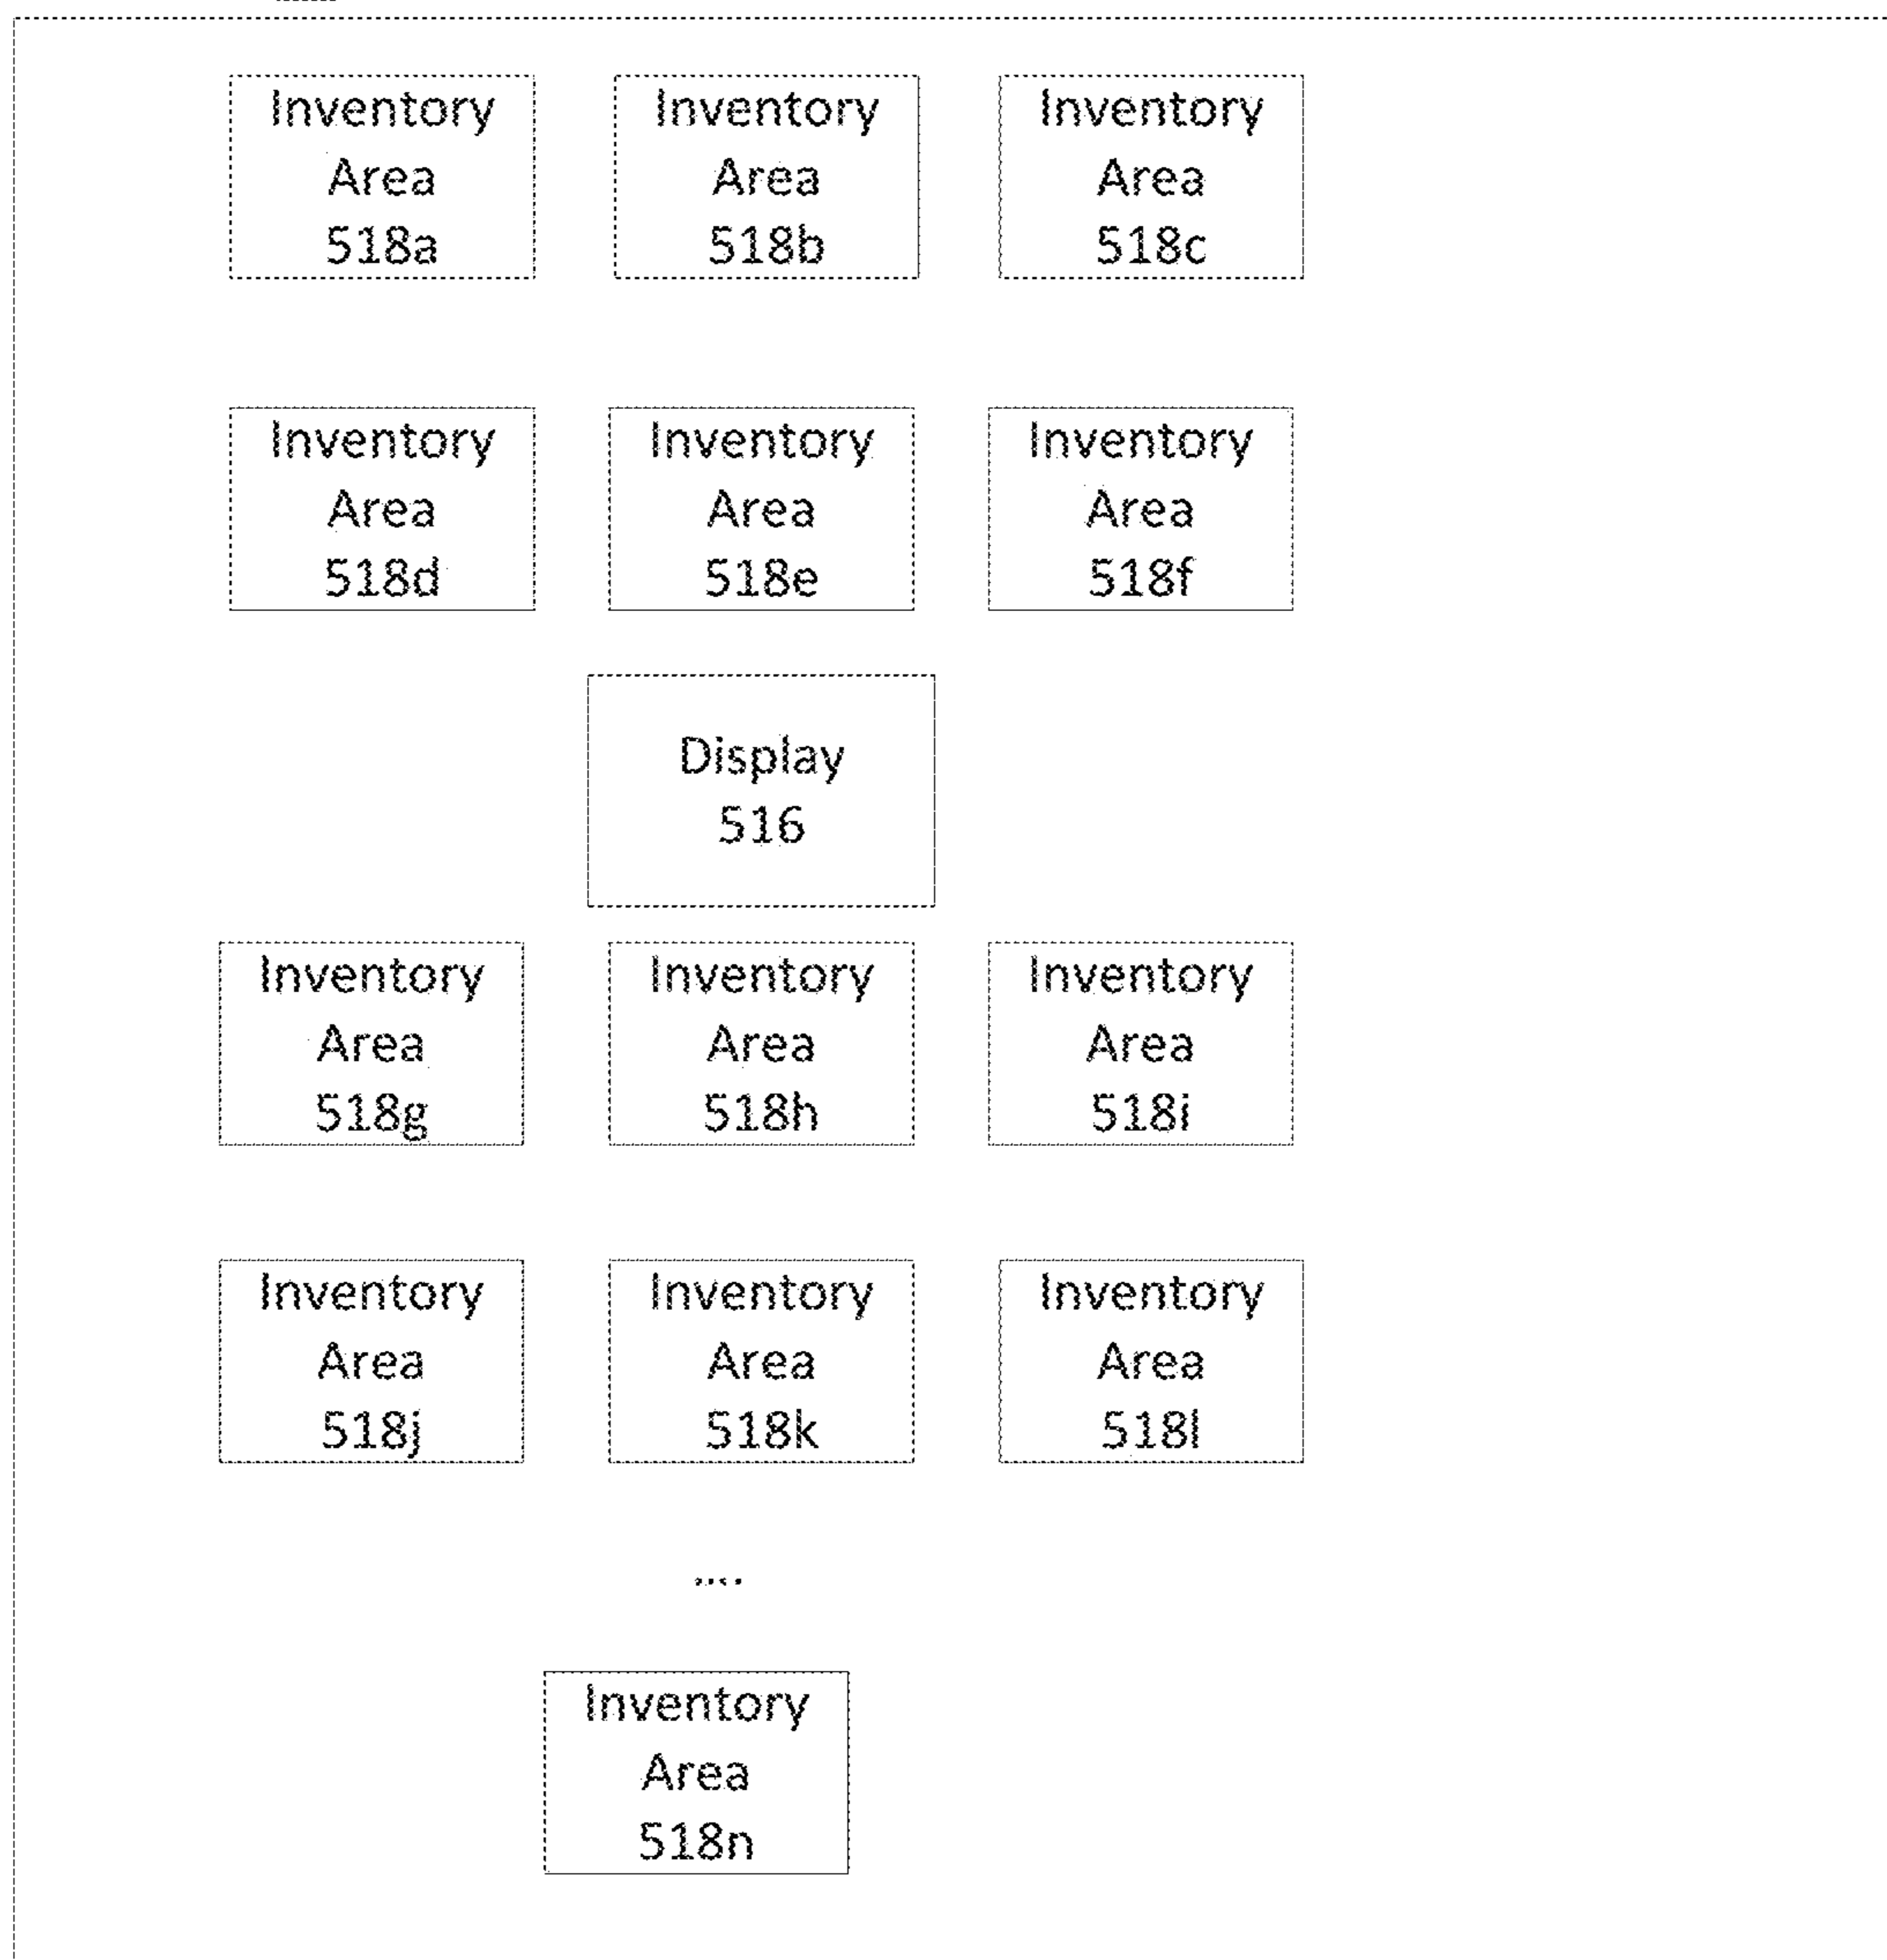 Inventory
Area
518a
Inventory
Area
518b
Inventory
Area
518c
Inventory
Area
518d
Inventory
Area
518e
Inventory
Area
518f
Display
516
Inventory
Area
518g
Inventory
Area
518h
Inventory
Area
518i
Inventory
Area
518j
Inventory
Area
518k
Inventory
Area
518l
....
Inventory
Area
518n